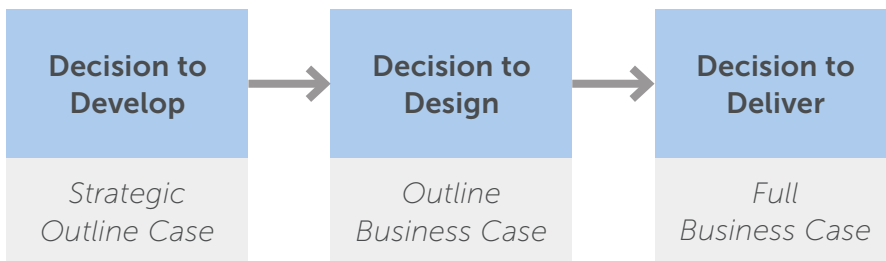 Decision to
Develop
Strategic
Outline Case
Decision to
Design
Outline
Business Case
Decision to
Deliver
Full
Business Case